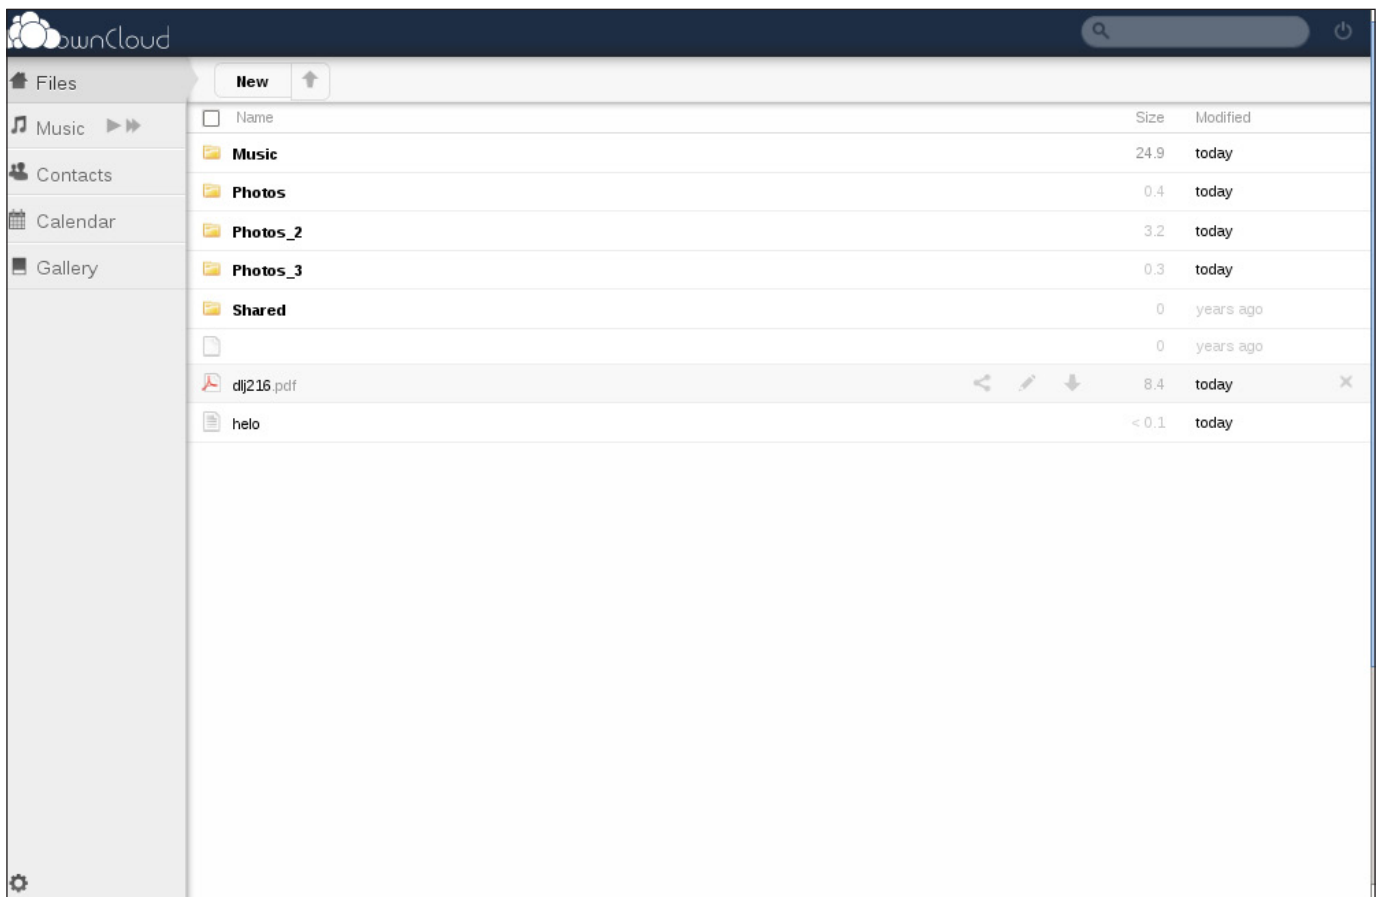 ownCloud
Files
New
Music
Name Size Modified
Music 24.9 today
Contacts
Photos 0.4 today
Calendar
Photos_2 3.2 today
Gallery
Photos_3 0.3 today
Shared 0 years ago
0 years ago
dlj216.pdf 8.4 today
helo < 0.1 today